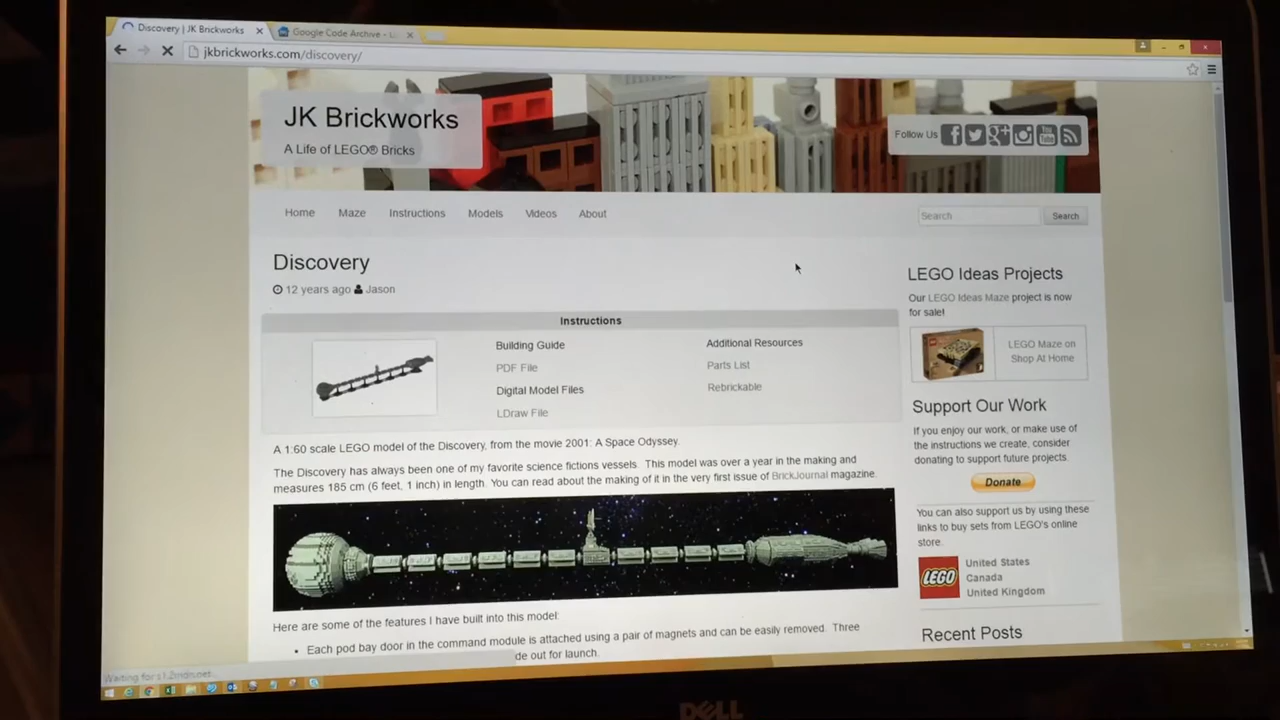 Discovery | JK Brickworks
Google Code Archive - L
jkbrickworks.com/discovery/
JK Brickworks
A Life of LEGO® Bricks
Follow Us
You Tube
Home Maze Instructions Models Videos About
Search Search
Discovery
12 years ago Jason
Instructions
Building Guide
PDF File
Digital Model Files
LDraw File
Additional Resources
Parts List
Rebrickable
A 1:60 scale LEGO model of the Discovery, from the movie 2001: A Space Odyssey.
The Discovery has always been one of my favorite science fictions vessels. This model was over a year in the making and
measures 185 cm (6 feet, 1 inch) in length. You can read about the making of it in the very first issue of BrickJournal magazine.
Here are some of the features I have built into this model:
• Each pod bay door in the command module is attached using a pair of magnets and can be easily removed. Three
de out for launch.
LEGO Ideas Projects
Our LEGO Ideas Maze project is now
for sale!
LEGO Maze on
Shop At Home
Support Our Work
If you enjoy our work, or make use of
the instructions we create, consider
donating to support future projects.
Donate
You can also support us by using these
links to buy sets from LEGO's online
store.
LEGO
United States
Canada
United Kingdom
Recent Posts
Waiting for s1.2mdn.net...
DELL